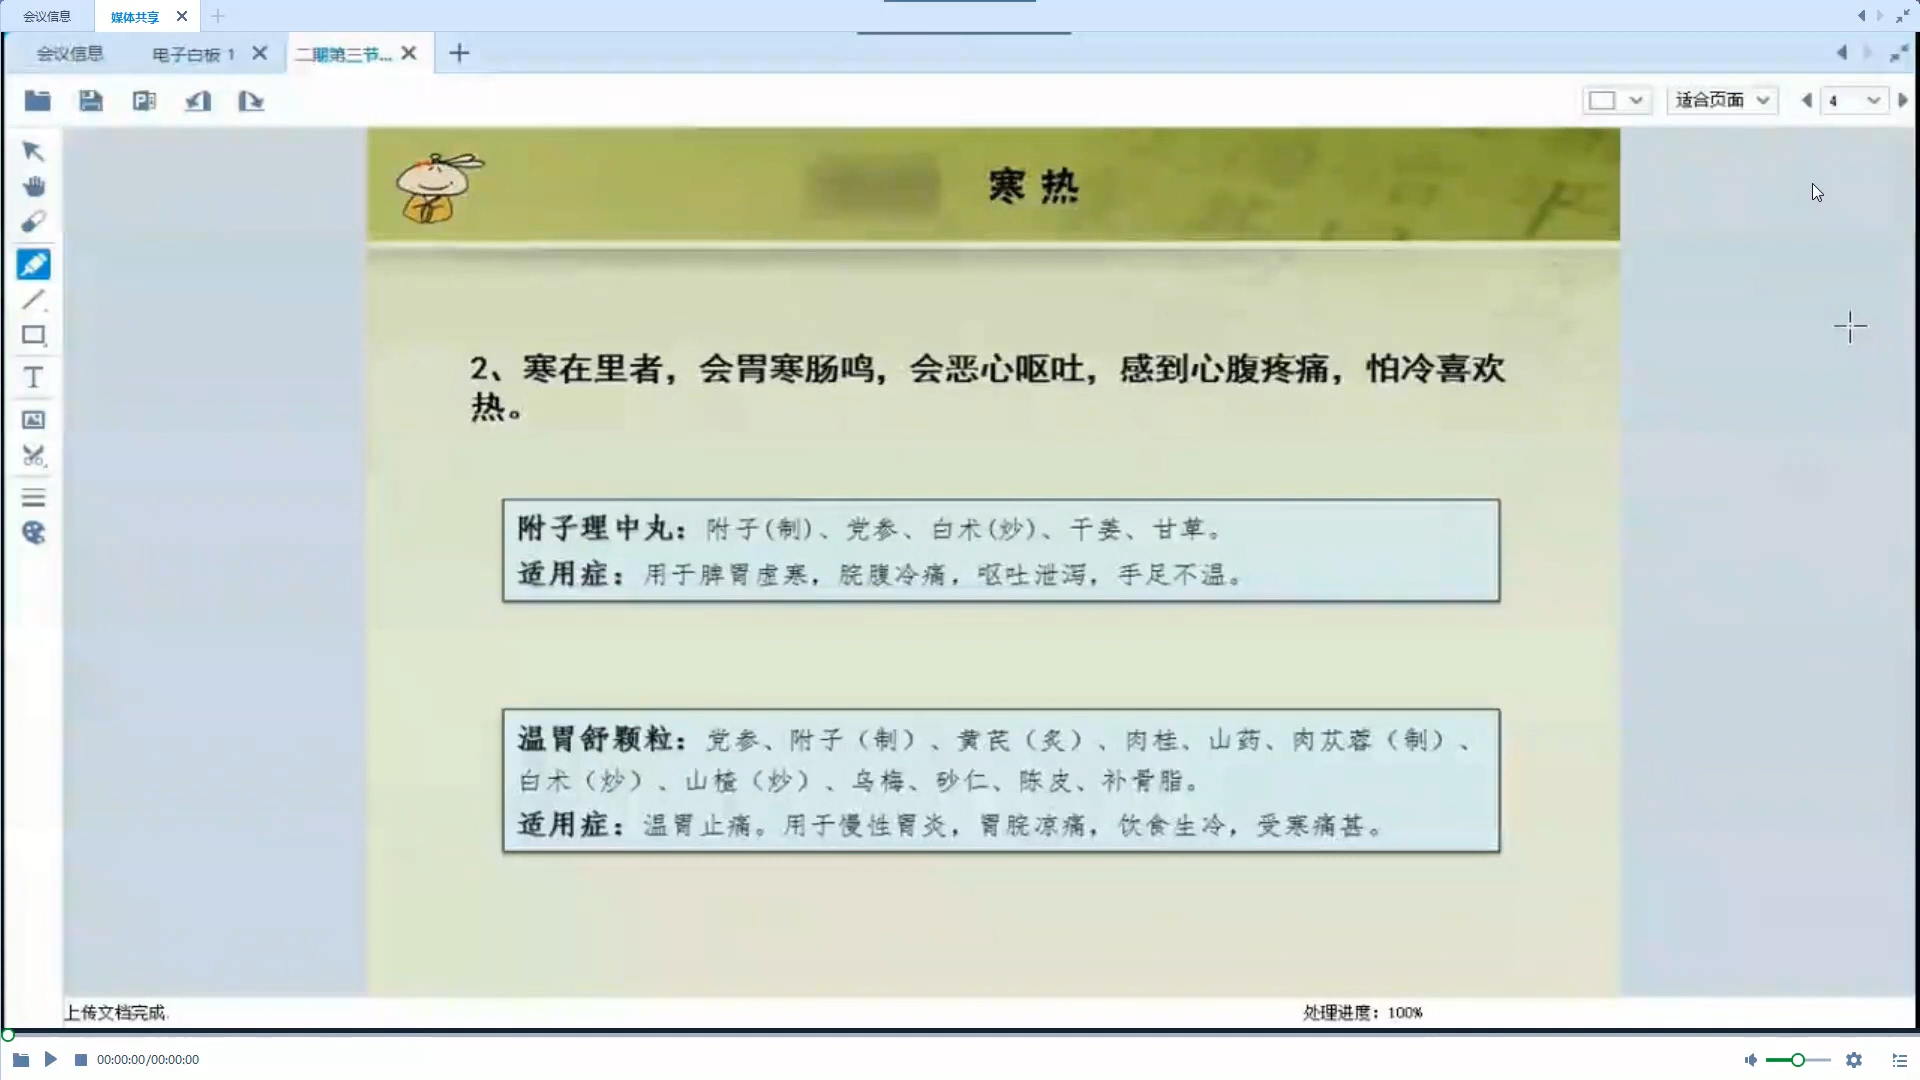 会议信息
媒体共享
会议信息
电子白板 1
二期第三节...
适合页面
4
寒 热
2、寒在里者，会胃寒肠鸣，会恶心呕吐，感到心腹疼痛，怕冷喜欢
热。
附子理中丸：附子(制)、党参、白术(炒)、干姜、甘草。
适用症：用于脾胃虚寒，脘腹冷痛，呕吐泄泻，手足不温。
温胃舒颗粒：党参、附子（制）、黄芪（炙）、肉桂、山药、肉苁蓉（制）、
白术（炒）、山楂（炒）、乌梅、砂仁、陈皮、补骨脂。
适用症：温胃止痛。用于慢性胃炎，胃脘凉痛，饮食生冷，受寒痛甚。
上传文档完成.
处理进度：100%
00:00:00/00:00:00